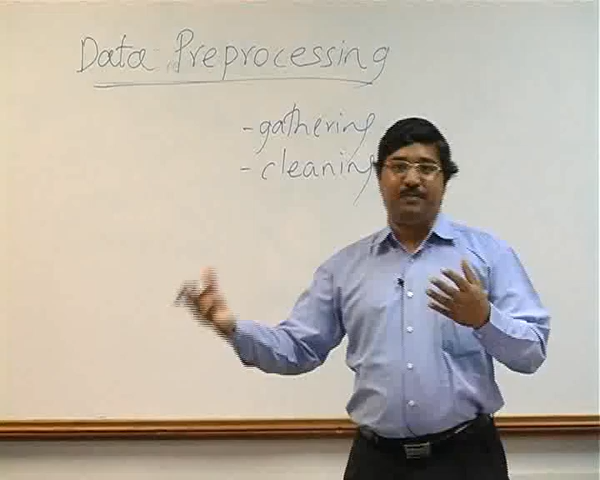 Data Preprocessing
- gathering
- cleaning